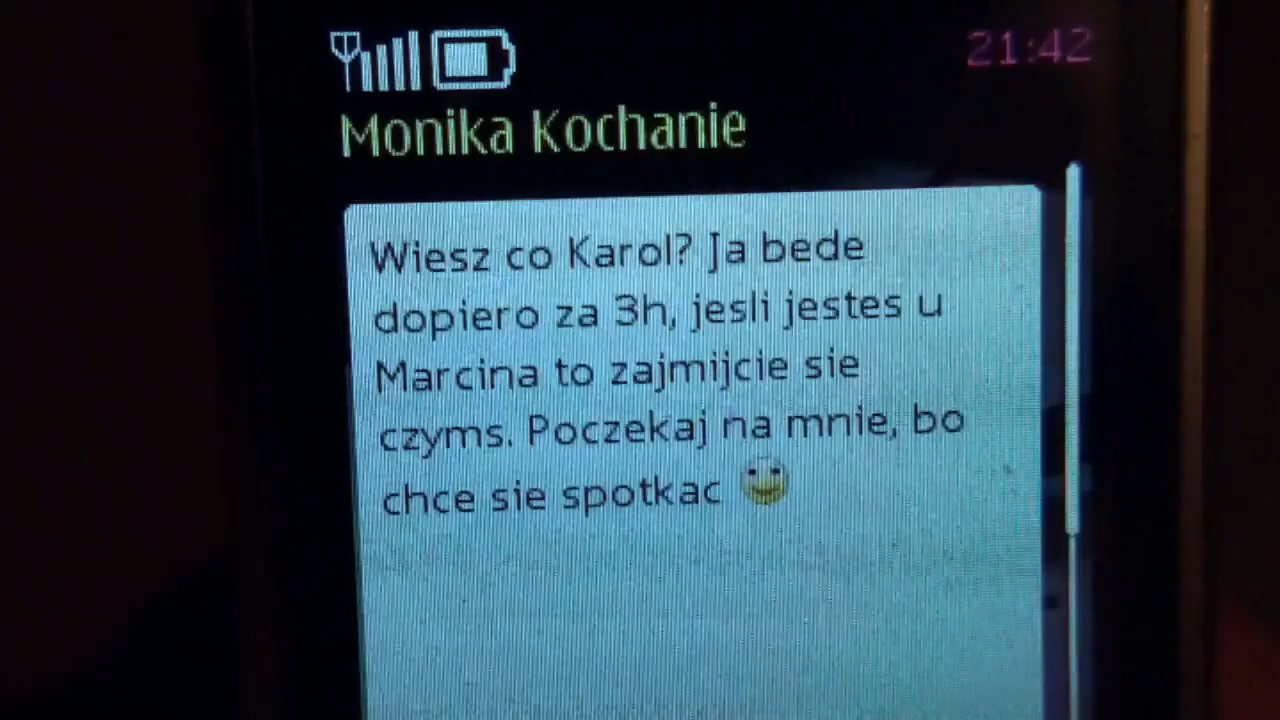 21:42
Monika Kochanie
Wiesz co Karol? Ja bede
dopiero za 3h, jesli jestes u
Marcina to zajmijcie sie
czyms. Poczekaj na mnie, bo
chce sie spotkac